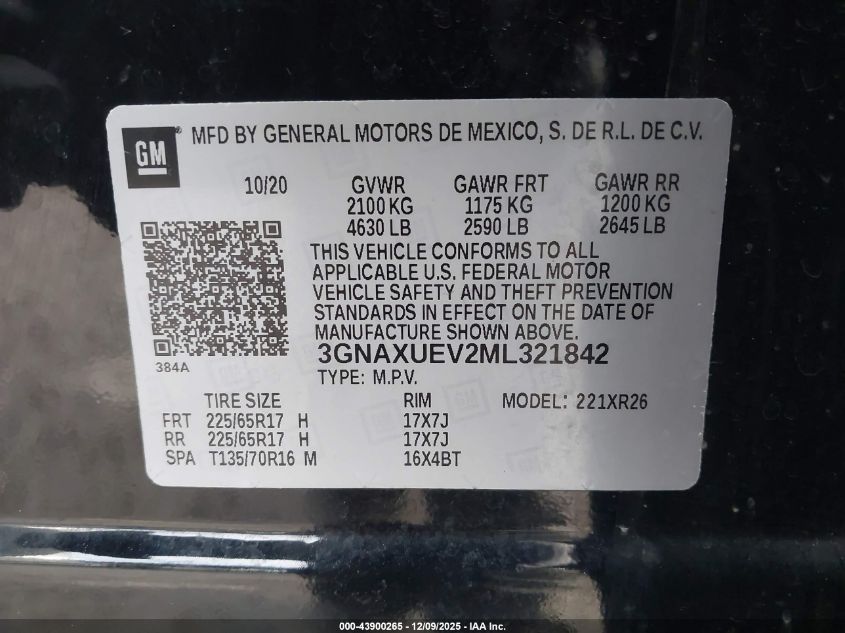 GM ® MFD BY GENERAL MOTORS DE MEXICO, S. DE R.L. DE C.V.
10/20 GVWR GAWR FRT GAWR RR
2100 KG 1175 KG 1200 KG
4630 LB 2590 LB 2645 LB
THIS VEHICLE CONFORMS TO ALL
APPLICABLE U.S. FEDERAL MOTOR
VEHICLE SAFETY AND THEFT PREVENTION
STANDARDS IN EFFECT ON THE DATE OF
MANUFACTURE SHOWN ABOVE.
3GNAXUEV2ML321842
384A
TYPE: M.P.V.
TIRE SIZE RIM MODEL: 221XR26
FRT 225/65R17 H 17X7J
RR 225/65R17 H 17X7J
SPA T135/70R16 M 16X4BT
000-43900265 - 12/09/2025 - IAA Inc.